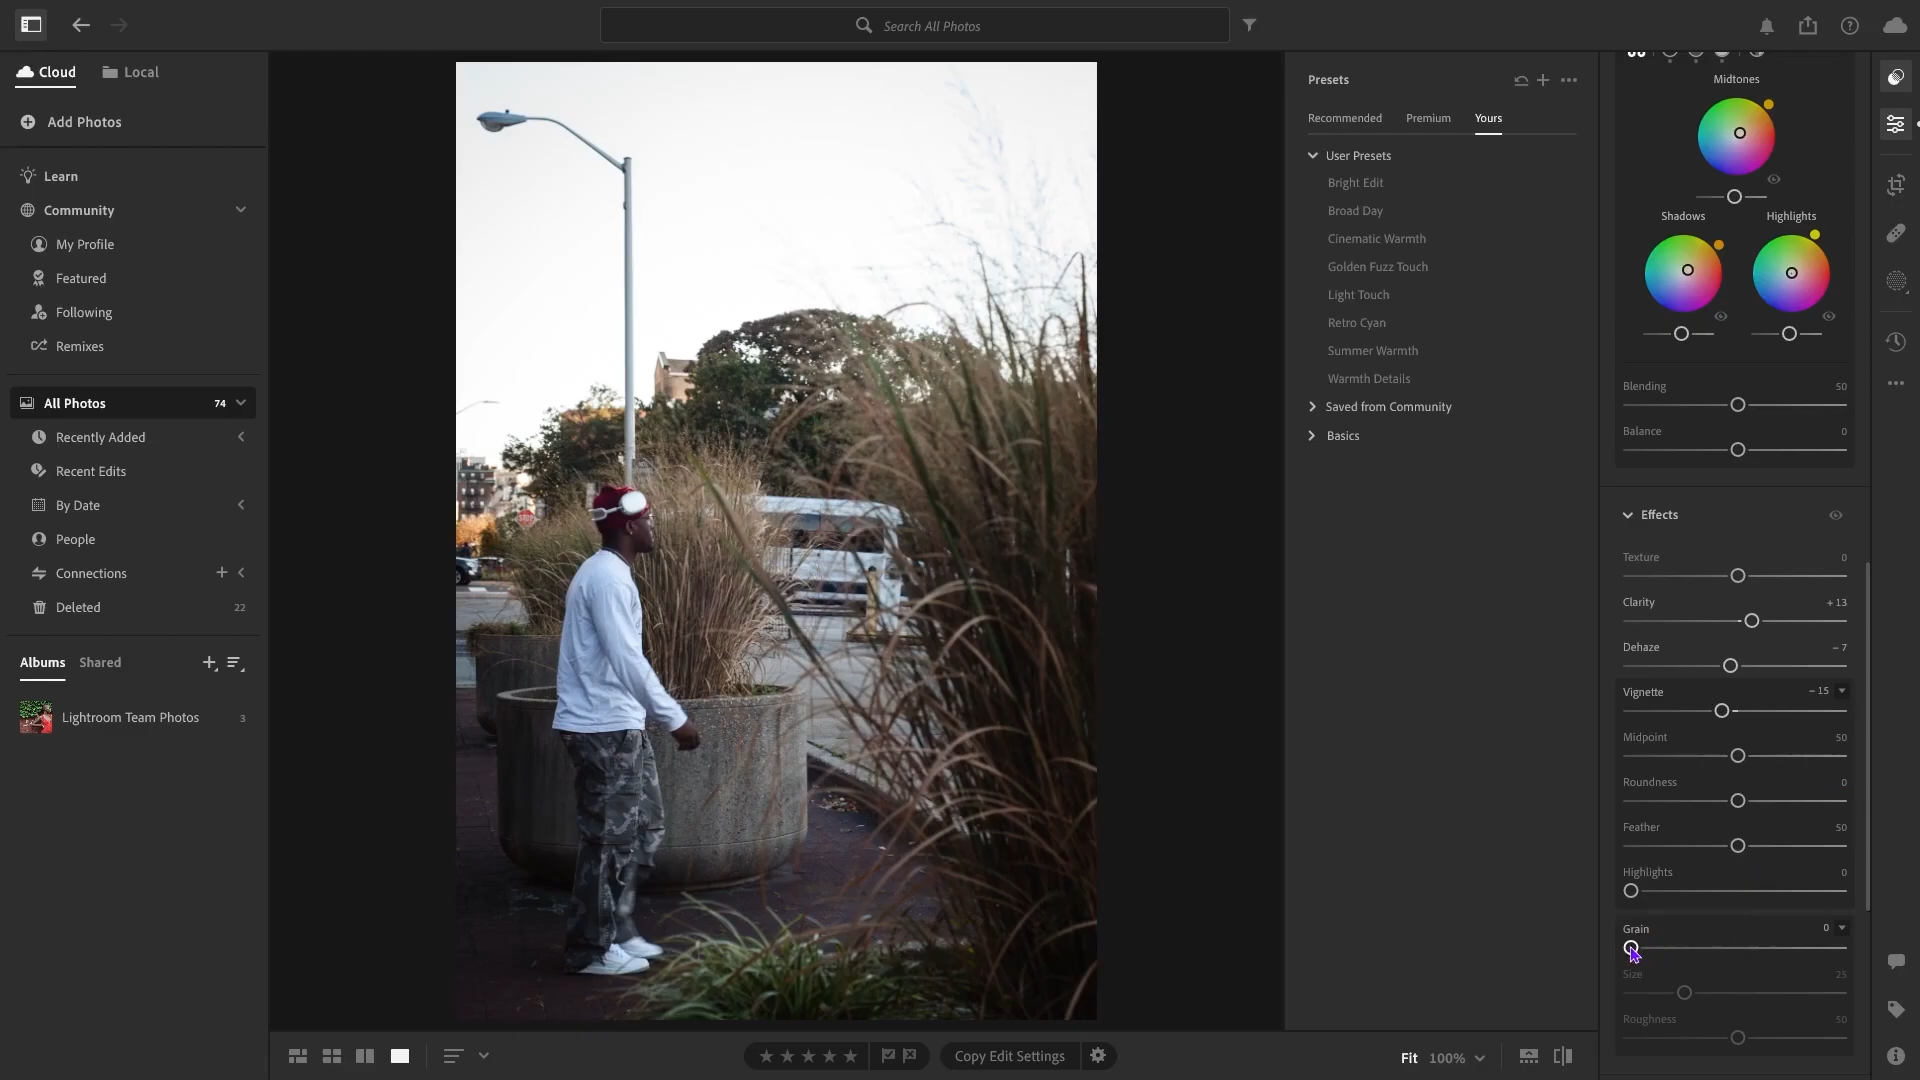 Search All Photos
Cloud
Local
Add Photos
Learn
Community
My Profile
Featured
Following
Remixes
All Photos 74
Recently Added
Recent Edits
By Date
People
Connections
Deleted 22
Albums Shared
Lightroom Team Photos 3
STOP
Presets
Recommended Premium Yours
User Presets
Bright Edit
Broad Day
Cinematic Warmth
Golden Fuzz Touch
Light Touch
Retro Cyan
Summer Warmth
Warmth Details
Saved from Community
Basics
Midtones
Shadows Highlights
Blending 50
Balance 0
Effects
Texture 0
Clarity + 13
Dehaze – 7
Vignette – 15
Midpoint 50
Roundness 0
Feather 50
Highlights 0
Grain 0
Size 25
Roughness 50
Copy Edit Settings
Fit 100%